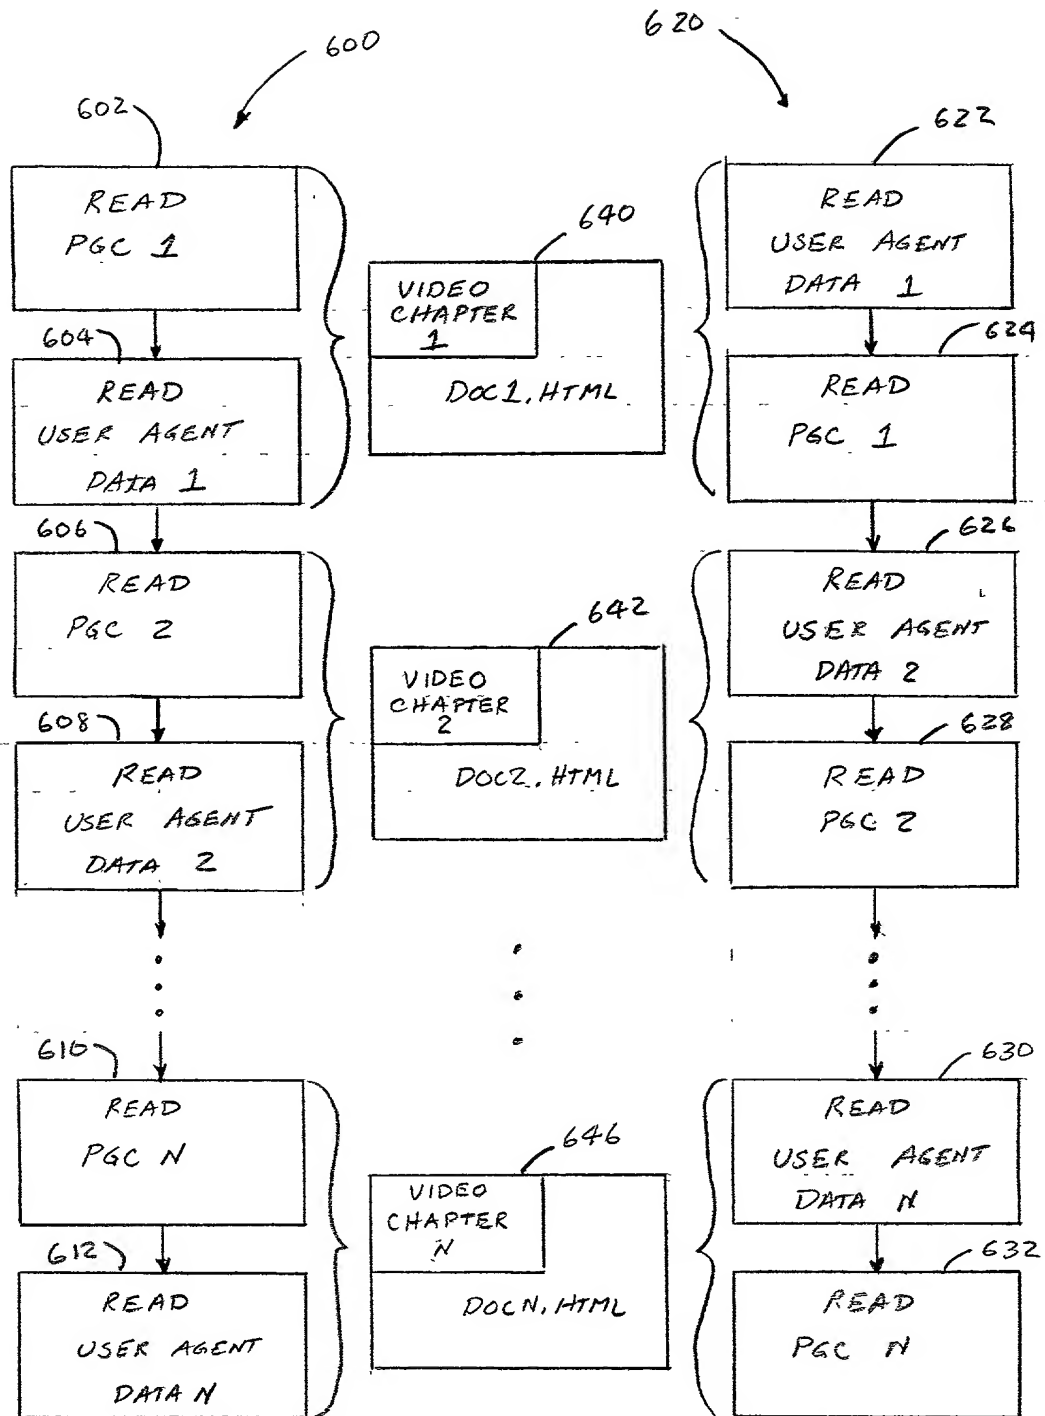 600
620
602
622
READ
PGC 1
640
READ
USER AGENT
DATA 1
VIDEO
CHAPTER
1
DOC1.HTML
604
624
READ
USER AGENT
DATA 1
READ
PGC 1
606
626
READ
PGC 2
642
READ
USER AGENT
DATA 2
VIDEO
CHAPTER
2
DOC2.HTML
608
628
READ
USER AGENT
DATA 2
READ
PGC 2
610
630
READ
PGC N
646
READ
USER AGENT
DATA N
VIDEO
CHAPTER
N
DOCN.HTML
612
632
READ
USER AGENT
DATA N
READ
PGC N